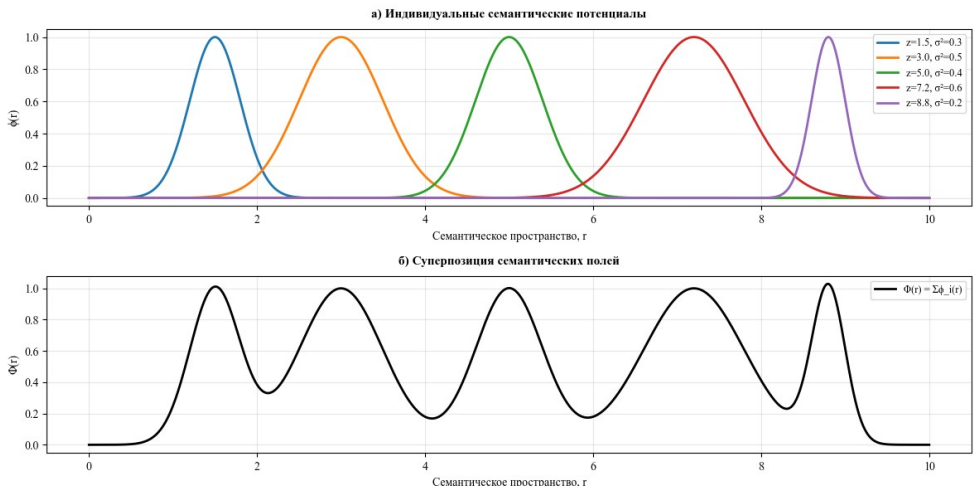 а) Индивидуальные семантические потенциалы
1.0
0.8
0.6
0.4
0.2
0.0
ϕ(r)
z=1.5, σ²=0.3
z=3.0, σ²=0.5
z=5.0, σ²=0.4
z=7.2, σ²=0.6
z=8.8, σ²=0.2
0 2 4 6 8 10
Семантическое пространство, r
б) Суперпозиция семантических полей
1.0
0.8
0.6
0.4
0.2
0.0
Φ(r)
Φ(r) = Σϕ_i(r)
0 2 4 6 8 10
Семантическое пространство, r